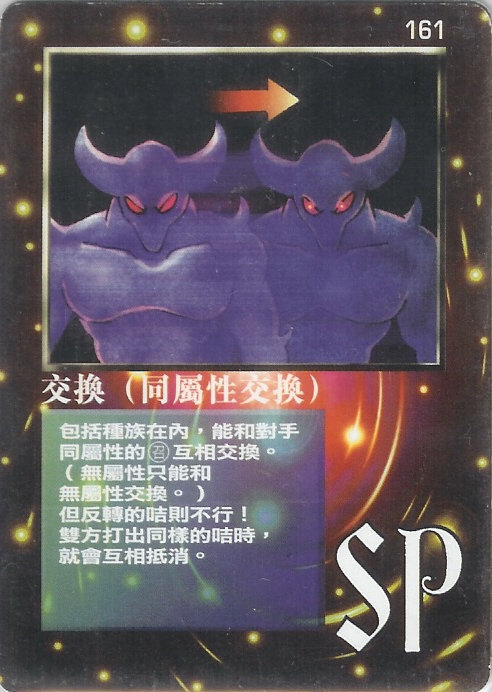 161
交換（同屬性交換）
包括種族在內，能和對手
同屬性的㊁互相交換。
（無屬性只能和
無屬性交換。）
但反轉的咭則不行！
雙方打出同樣的咭時，
就會互相抵消。
SP